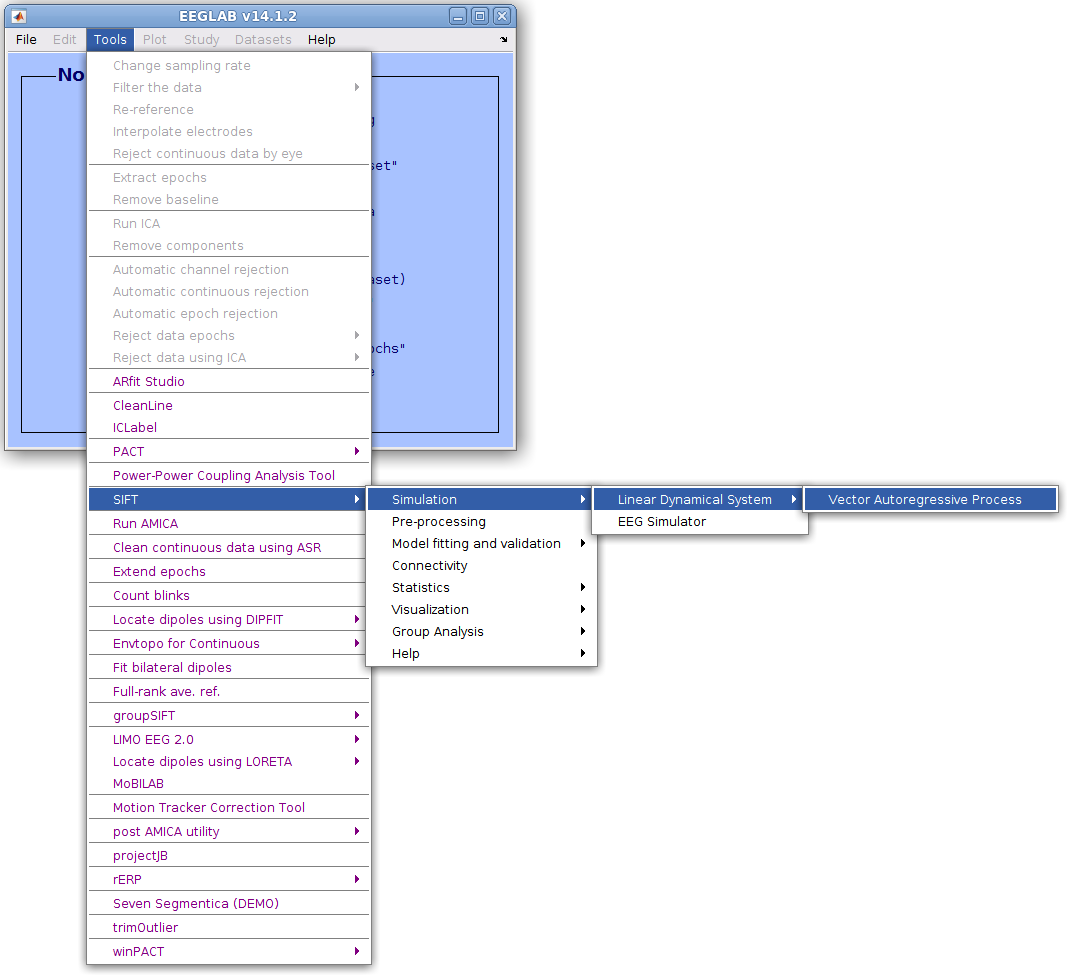 EEGLAB v14.1.2
File Edit Tools Plot Study Datasets Help
No
set"
aset)
ochs"
Change sampling rate
Filter the data
Re-reference
Interpolate electrodes
Reject continuous data by eye
Extract epochs
Remove baseline
Run ICA
Remove components
Automatic channel rejection
Automatic continuous rejection
Automatic epoch rejection
Reject data epochs
Reject data using ICA
ARfit Studio
CleanLine
ICLabel
PACT
Power-Power Coupling Analysis Tool
SIFT
Run AMICA
Clean continuous data using ASR
Extend epochs
Count blinks
Locate dipoles using DIPFIT
Envtopo for Continuous
Fit bilateral dipoles
Full-rank ave. ref.
groupSIFT
LIMO EEG 2.0
Locate dipoles using LORETA
MoBILAB
Motion Tracker Correction Tool
post AMICA utility
projectJB
rERP
Seven Segmentica (DEMO)
trimOutlier
winPACT
Simulation
Pre-processing
Model fitting and validation
Connectivity
Statistics
Visualization
Group Analysis
Help
Linear Dynamical System
EEG Simulator
Vector Autoregressive Process